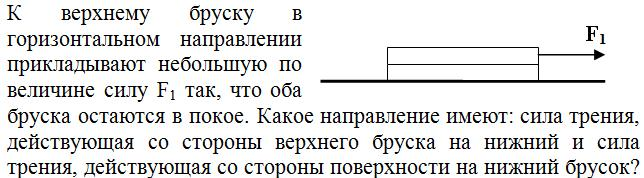 К верхнему бруску в
горизонтальном направлении
прикладывают небольшую по
величине силу F₁ так, что оба
бруска остаются в покое. Какое направление имеют: сила трения,
действующая со стороны верхнего бруска на нижний и сила
трения, действующая со стороны поверхности на нижний брусок?
F₁